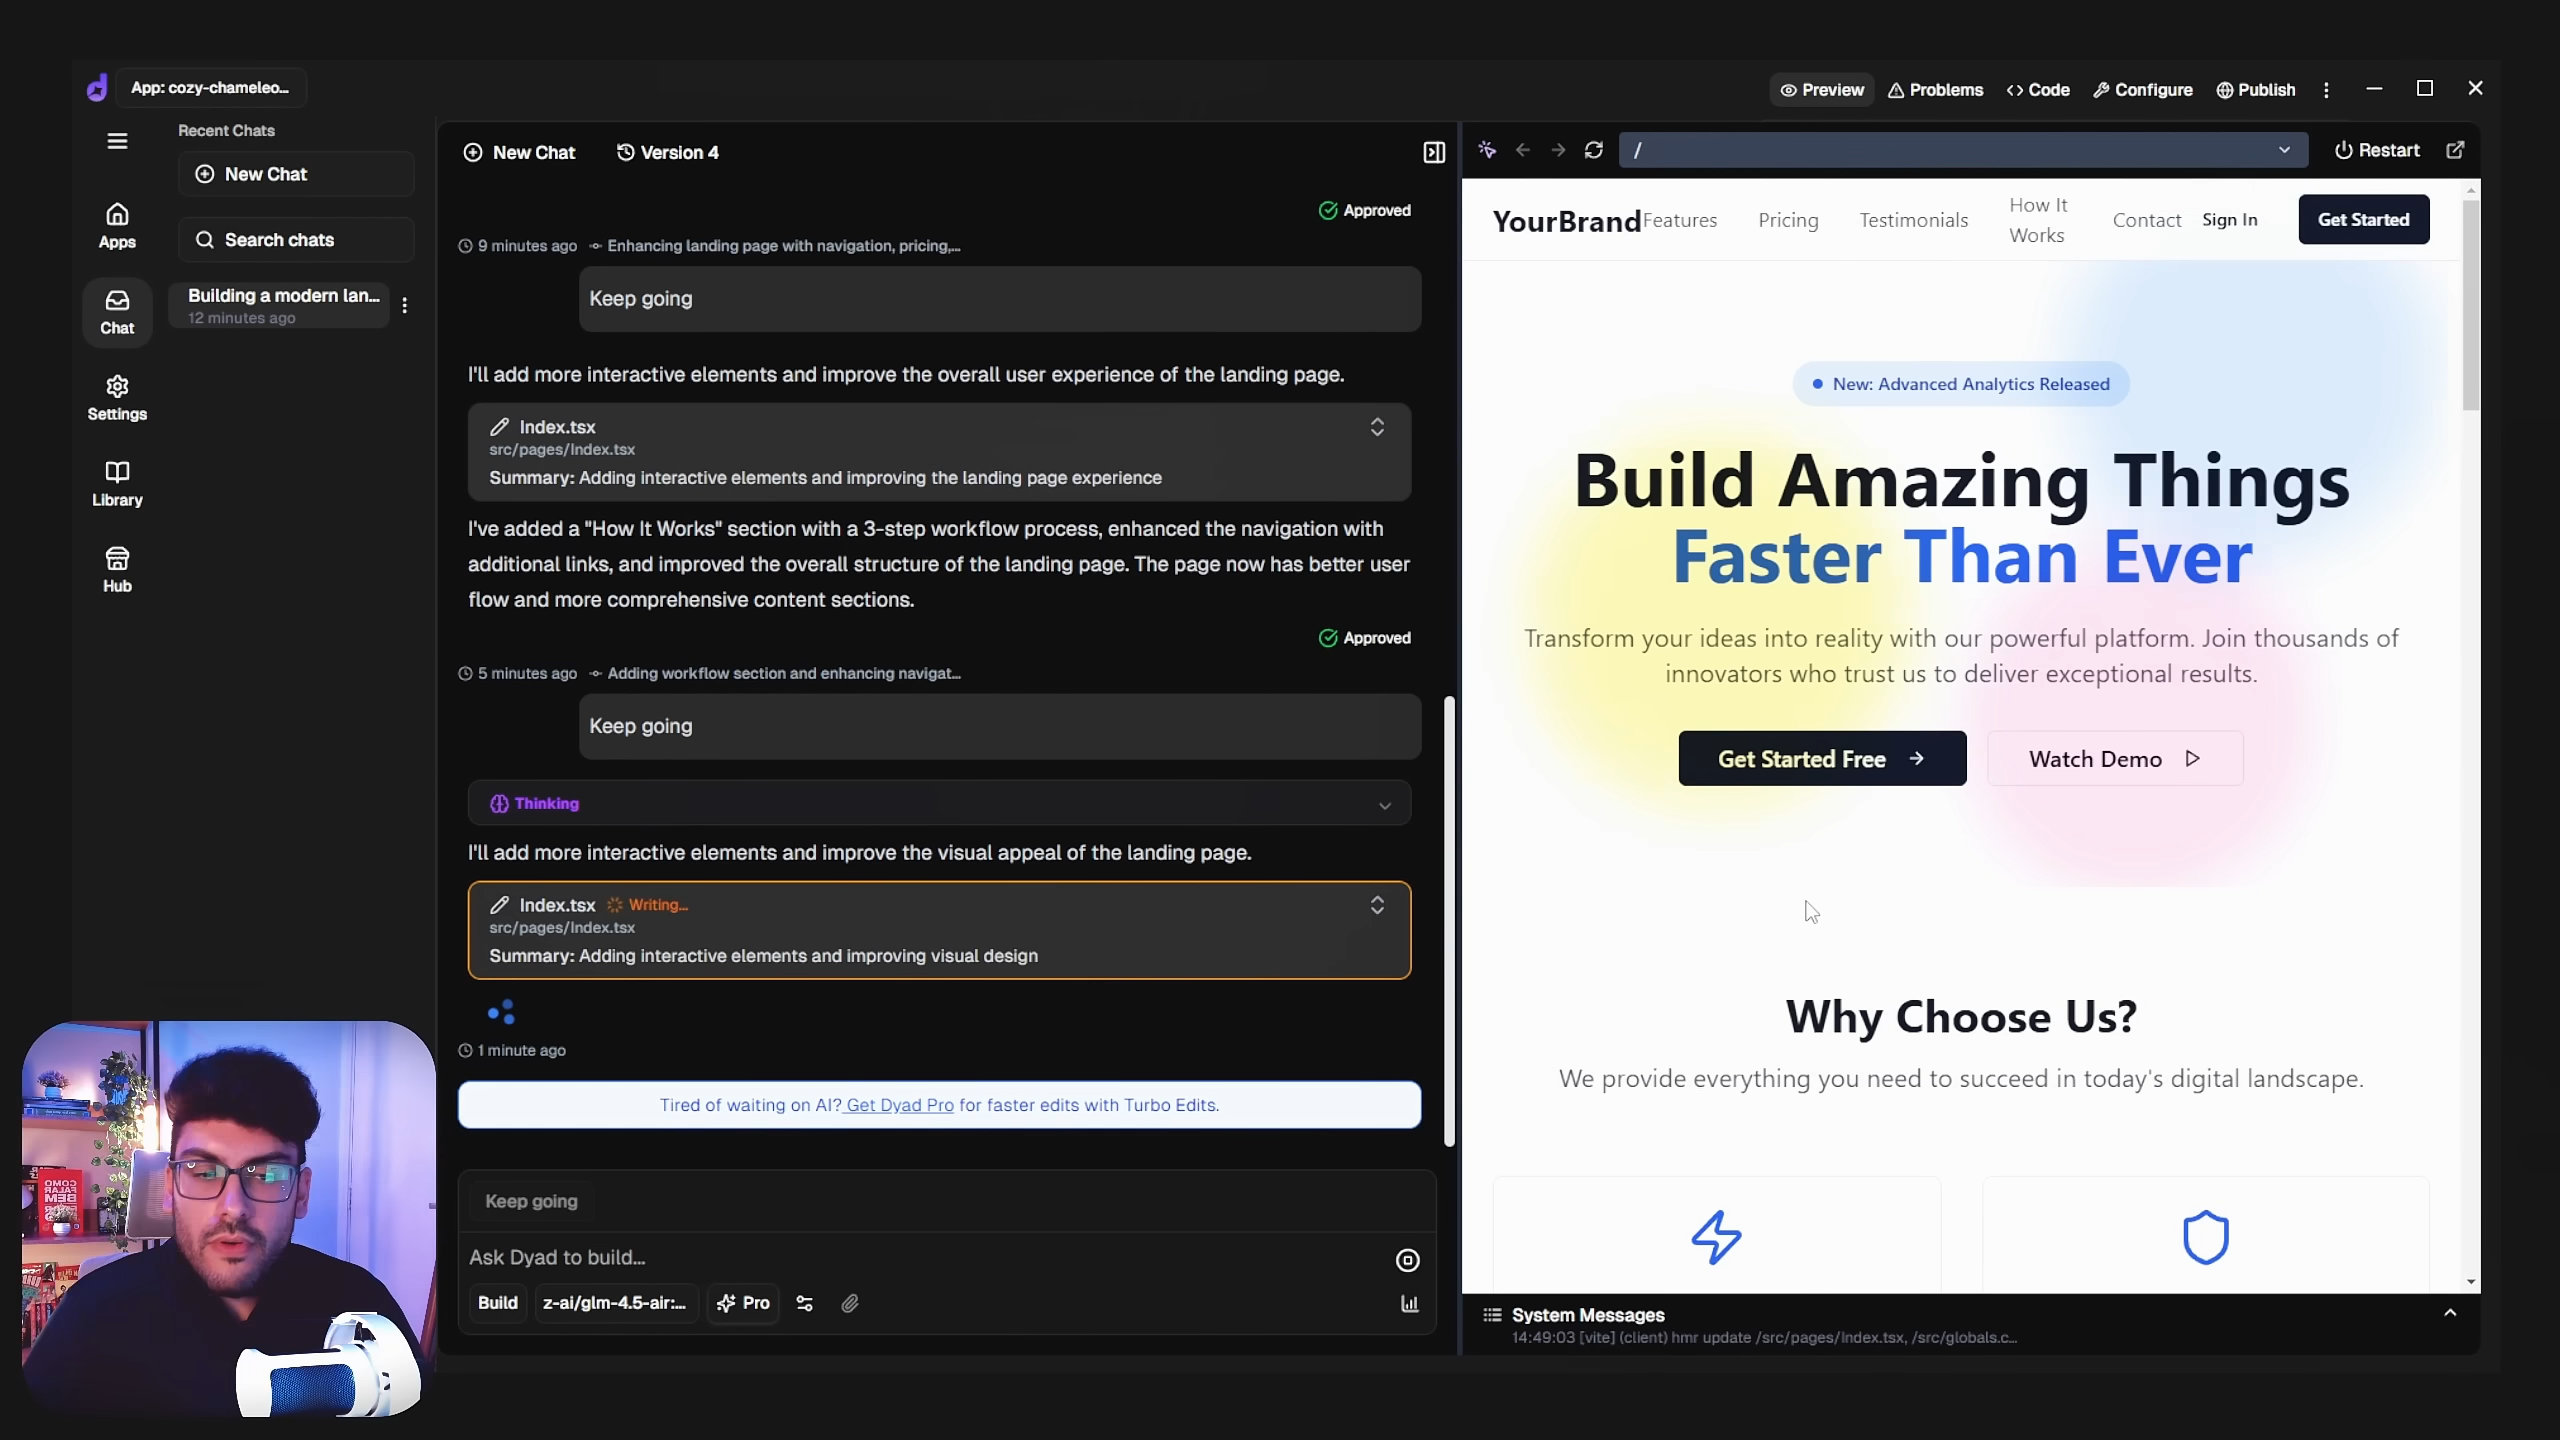 App: cozy-chameleo...
Preview
Problems
Code
Configure
Publish
Recent Chats
New Chat
Search chats
Building a modern lan...
12 minutes ago
Apps
Chat
Settings
Library
Hub
New Chat
Version 4
Approved
9 minutes ago
Enhancing landing page with navigation, pricing,...
Keep going
I'll add more interactive elements and improve the overall user experience of the landing page.
Index.tsx
src/pages/Index.tsx
Summary: Adding interactive elements and improving the landing page experience
I've added a "How It Works" section with a 3-step workflow process, enhanced the navigation with
additional links, and improved the overall structure of the landing page. The page now has better user
flow and more comprehensive content sections.
Approved
5 minutes ago
Adding workflow section and enhancing navigat...
Keep going
Thinking
I'll add more interactive elements and improve the visual appeal of the landing page.
Index.tsx
Writing...
src/pages/Index.tsx
Summary: Adding interactive elements and improving visual design
1 minute ago
Tired of waiting on AI? Get Dyad Pro for faster edits with Turbo Edits.
Keep going
Ask Dyad to build...
Build
z-ai/glm-4.5-air:...
Pro
/
Restart
YourBrand
Features
Pricing
Testimonials
How It
Works
Contact
Sign In
Get Started
New: Advanced Analytics Released
Build Amazing Things
Faster Than Ever
Transform your ideas into reality with our powerful platform. Join thousands of
innovators who trust us to deliver exceptional results.
Get Started Free
Watch Demo
Why Choose Us?
We provide everything you need to succeed in today's digital landscape.
System Messages
14:49:03 [vite] (client) hmr update /src/pages/Index.tsx, /src/globals.c...
COMO
FALAR
BEM